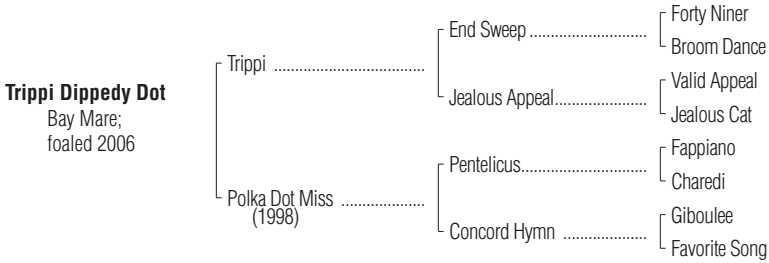 Trippi Dippedy Dot
Bay Mare;
foaled 2006
Trippi ................................
Polka Dot Miss ..................
(1998)
End Sweep .........................
Jealous Appeal....................
Pentelicus...........................
Concord Hymn ..................
Forty Niner
Broom Dance
Valid Appeal
Jealous Cat
Fappiano
Charedi
Giboulee
Favorite Song